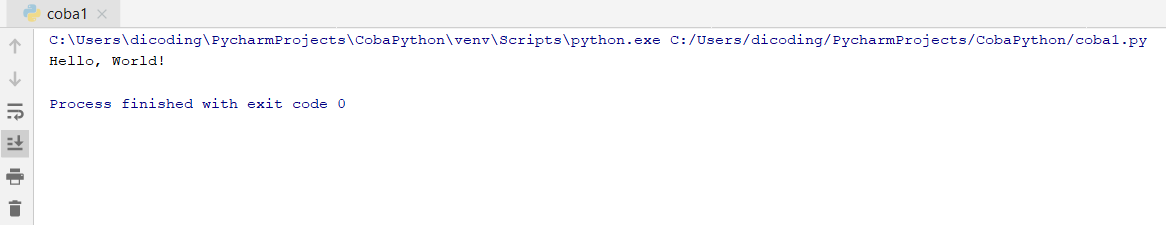 coba1
C:\Users\dicoding\PycharmProjects\CobaPython\venv\Scripts\python.exe C:/Users/dicoding/PycharmProjects/CobaPython/coba1.py
Hello, World!
Process finished with exit code 0